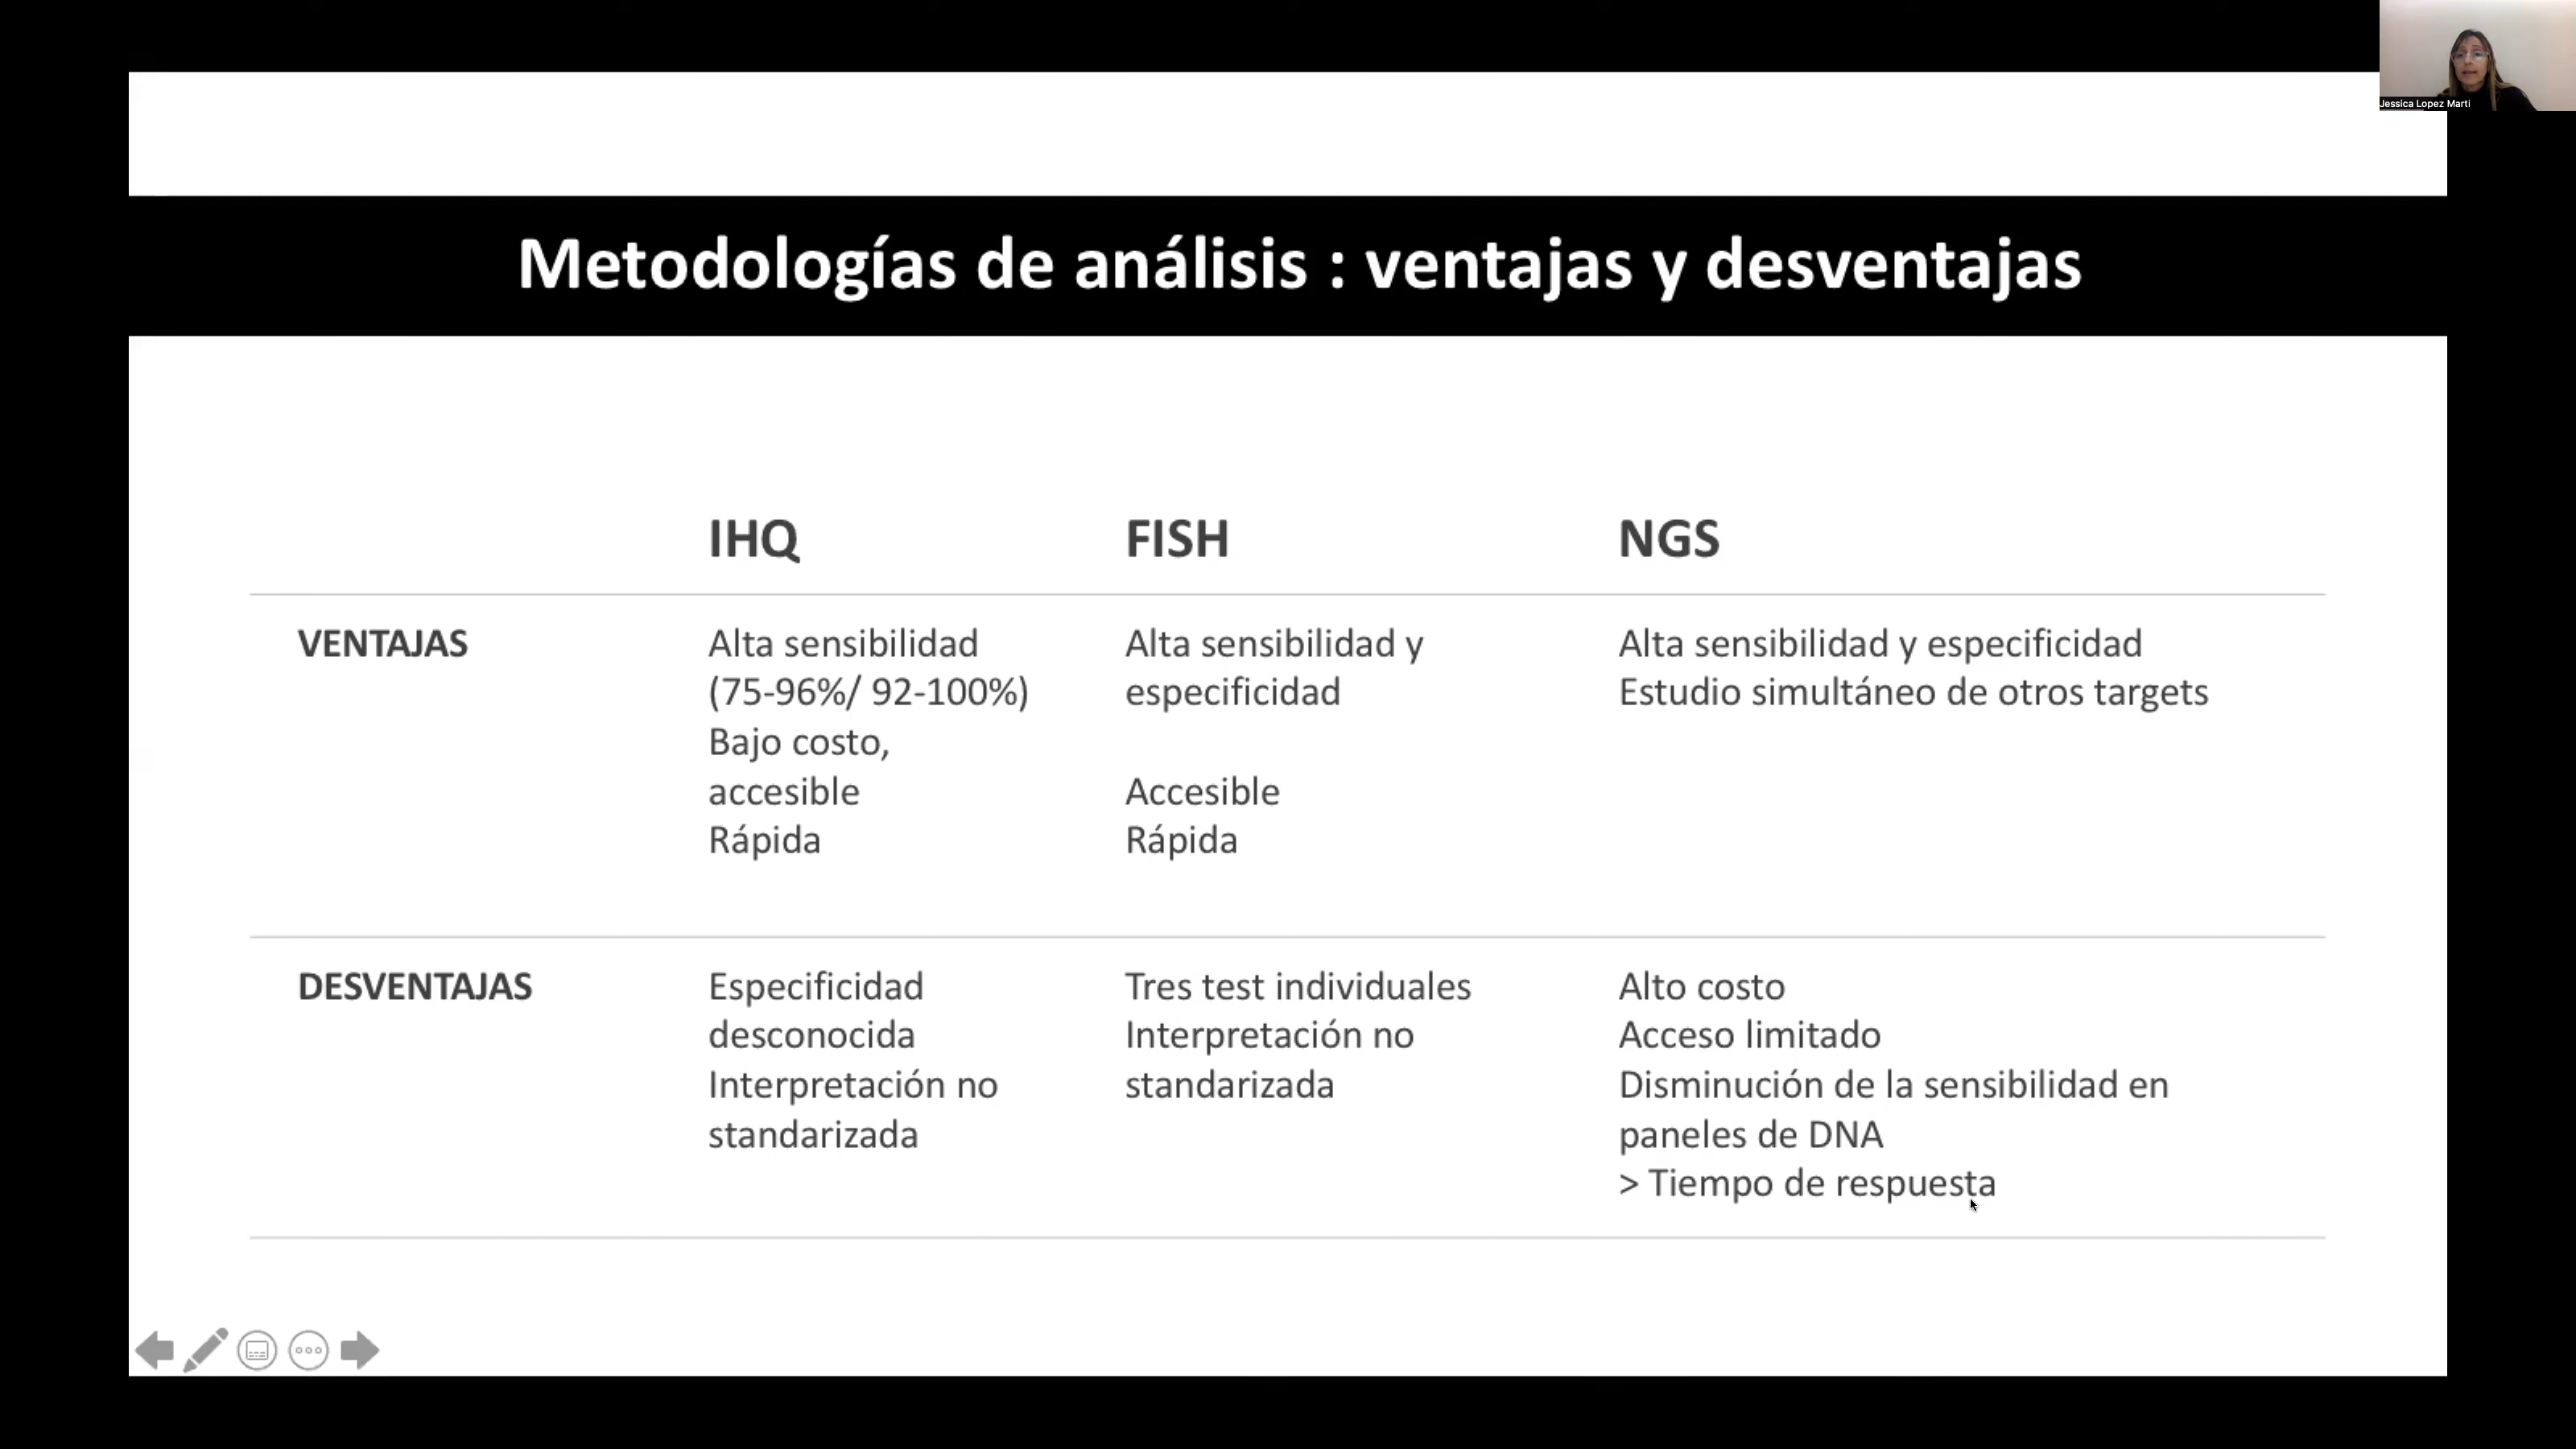 Jessica Lopez Marti
Metodologías de análisis : ventajas y desventajas
IHQ
FISH
NGS
VENTAJAS
Alta sensibilidad
(75-96%/ 92-100%)
Bajo costo,
accesible
Rápida
Alta sensibilidad y
especificidad
Accesible
Rápida
Alta sensibilidad y especificidad
Estudio simultáneo de otros targets
DESVENTAJAS
Especificidad
desconocida
Interpretación no
standarizada
Tres test individuales
Interpretación no
standarizada
Alto costo
Acceso limitado
Disminución de la sensibilidad en
paneles de DNA
> Tiempo de respuesta